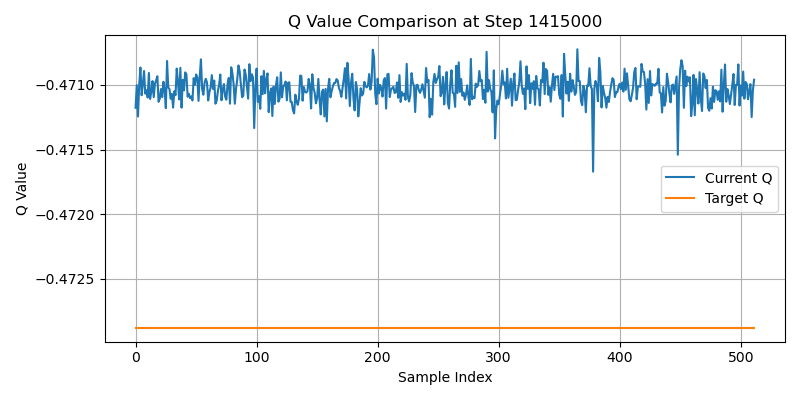 Q Value Comparison at Step 1415000
Q Value
−0.4710
−0.4715
−0.4720
−0.4725
Current Q
Target Q
0 100 200 300 400 500
Sample Index